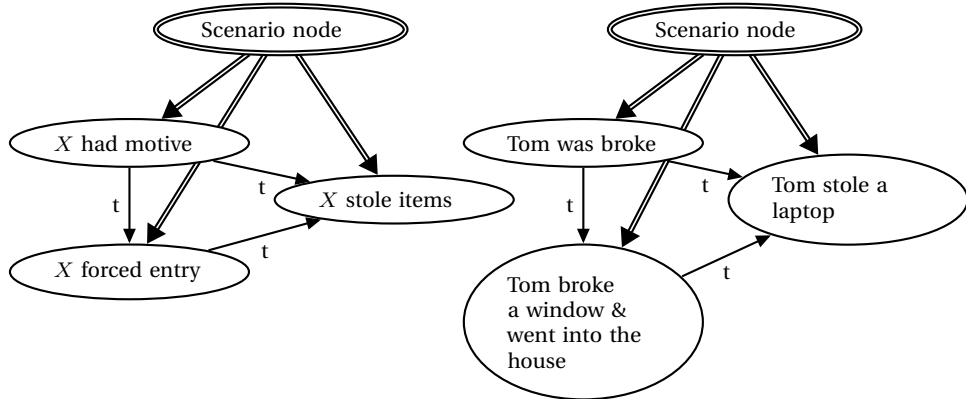 Scenario node
X had motive
t
t
X stole items
t
X forced entry
Scenario node
Tom was broke
t
t
Tom stole a
laptop
t
Tom broke
a window &
went into the
house